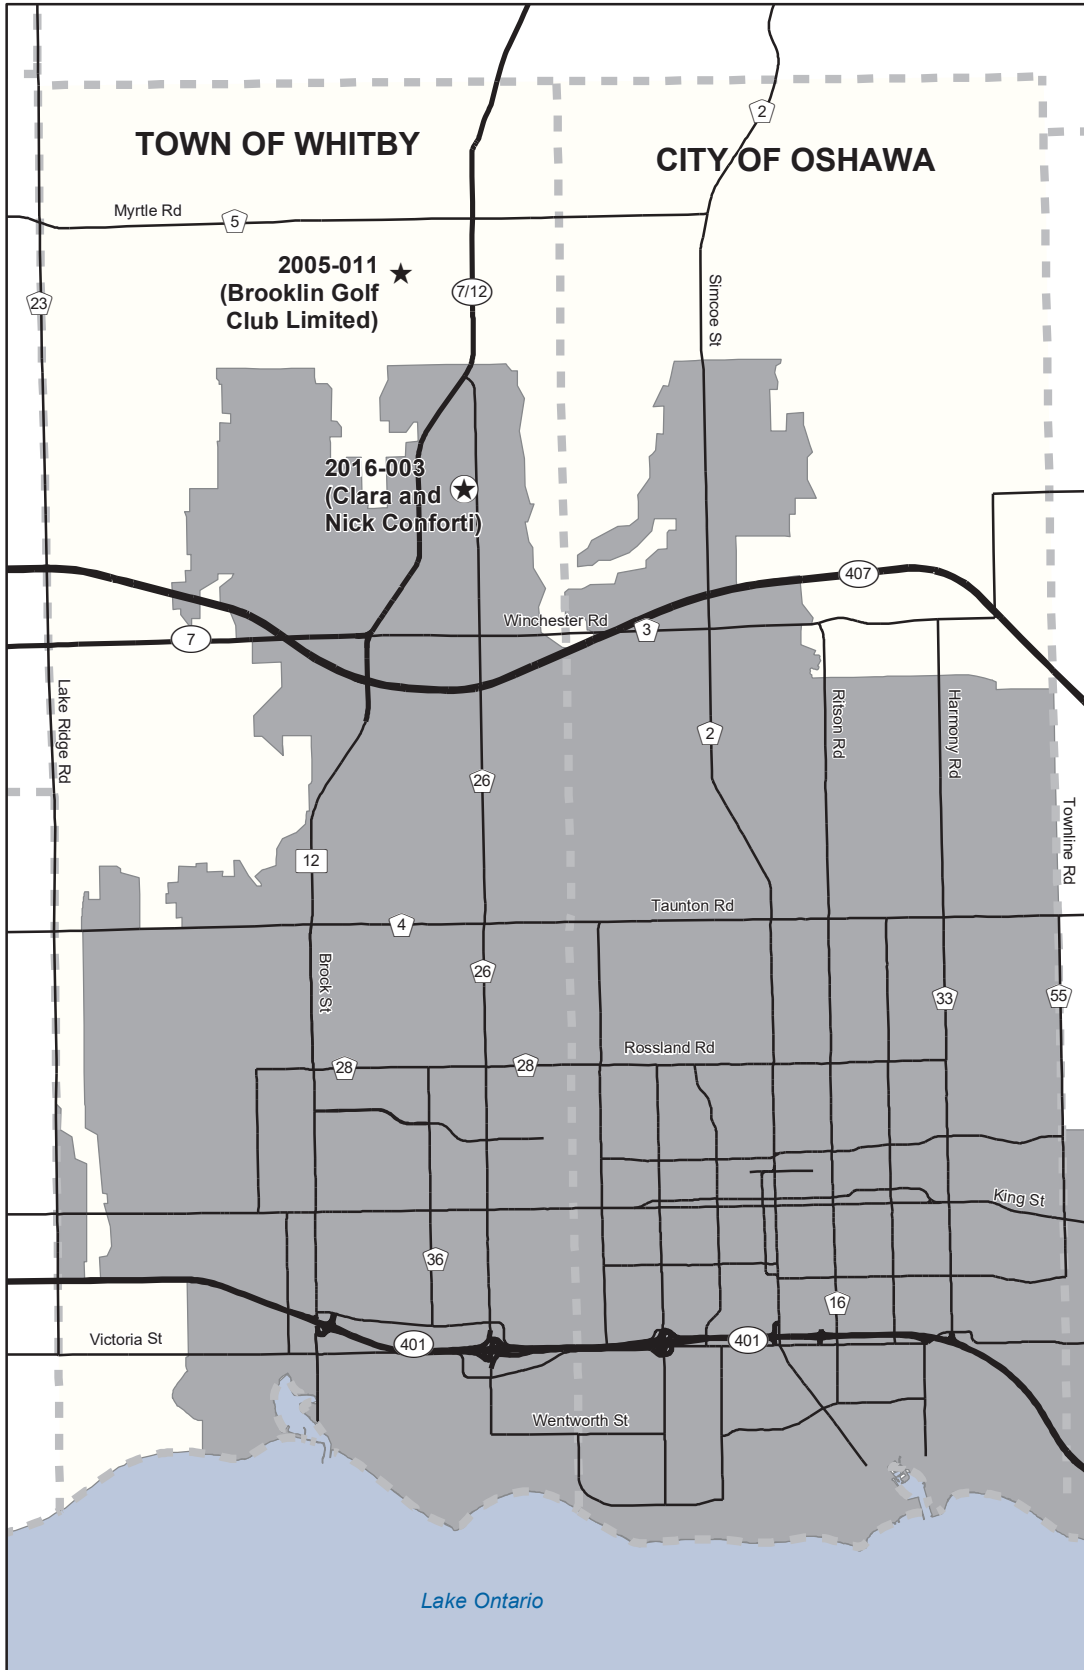 2
TOWN OF WHITBY
CITY OF OSHAWA
Myrtle Rd
5
2005-011
(Brooklin Golf
Club Limited)
7/12
23
Simcoe St
2016-003
(Clara and
Nick Conforti)
407
Winchester Rd
3
7
Lake Ridge Rd
Ritson Rd
Harmony Rd
2
26
Townline Rd
12
Taunton Rd
4
Brock St
26
33
55
Rossland Rd
28
28
King St
36
16
Victoria St
401
401
Wentworth St
Lake Ontario